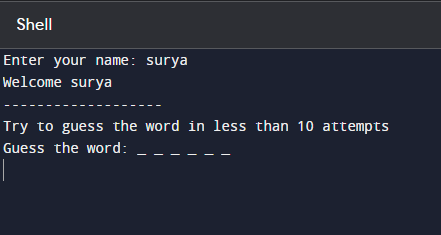 Shell
Enter your name: surya
Welcome surya
-------------------
Try to guess the word in less than 10 attempts
Guess the word: _ _ _ _ _ _